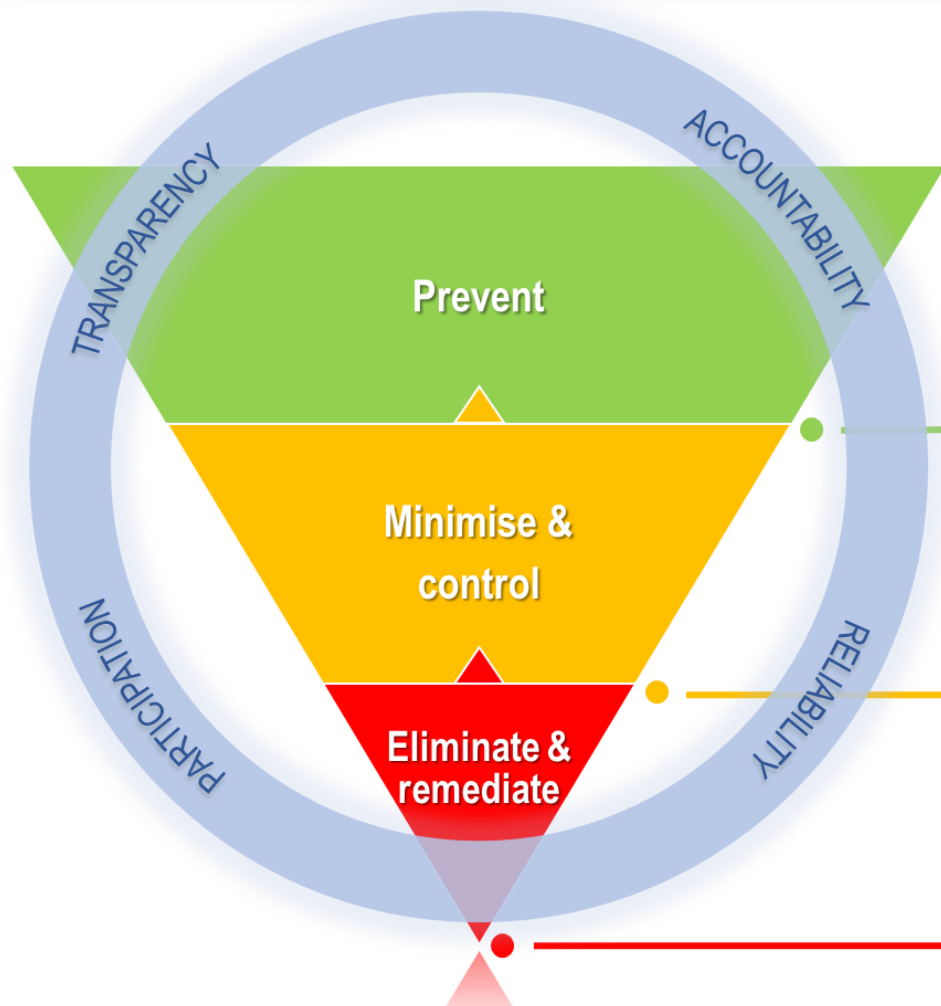 TRANSPARENCY
ACCOUNTABILITY
Prevent
Minimise &
control
PARTICIPATION
RELIABILITY
Eliminate &
remediate